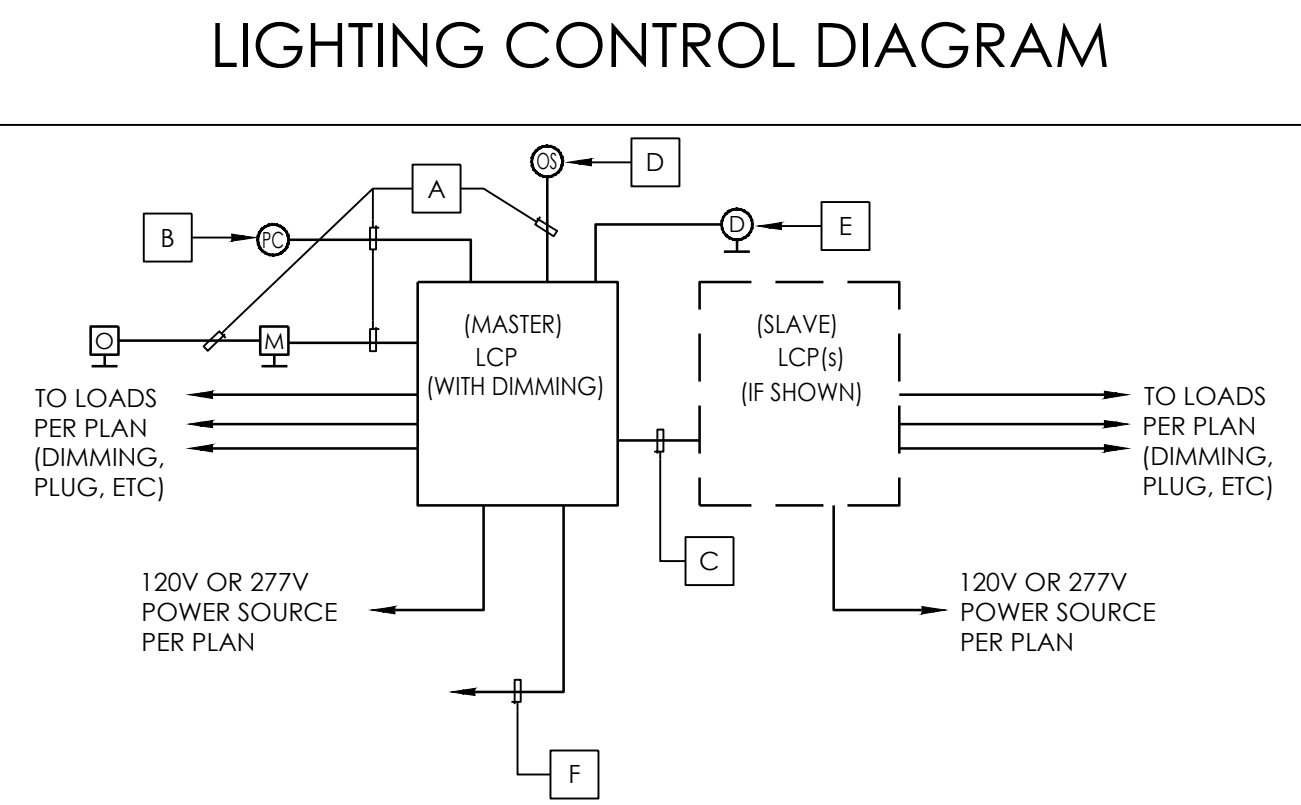 LIGHTING CONTROL DIAGRAM
OS
D
A
B
PC
D
E
O
M
(MASTER)
LCP
(WITH DIMMING)
(SLAVE)
LCP(s)
(IF SHOWN)
TO LOADS
PER PLAN
(DIMMING,
PLUG, ETC)
TO LOADS
PER PLAN
(DIMMING,
PLUG, ETC)
C
120V OR 277V
POWER SOURCE
PER PLAN
120V OR 277V
POWER SOURCE
PER PLAN
F